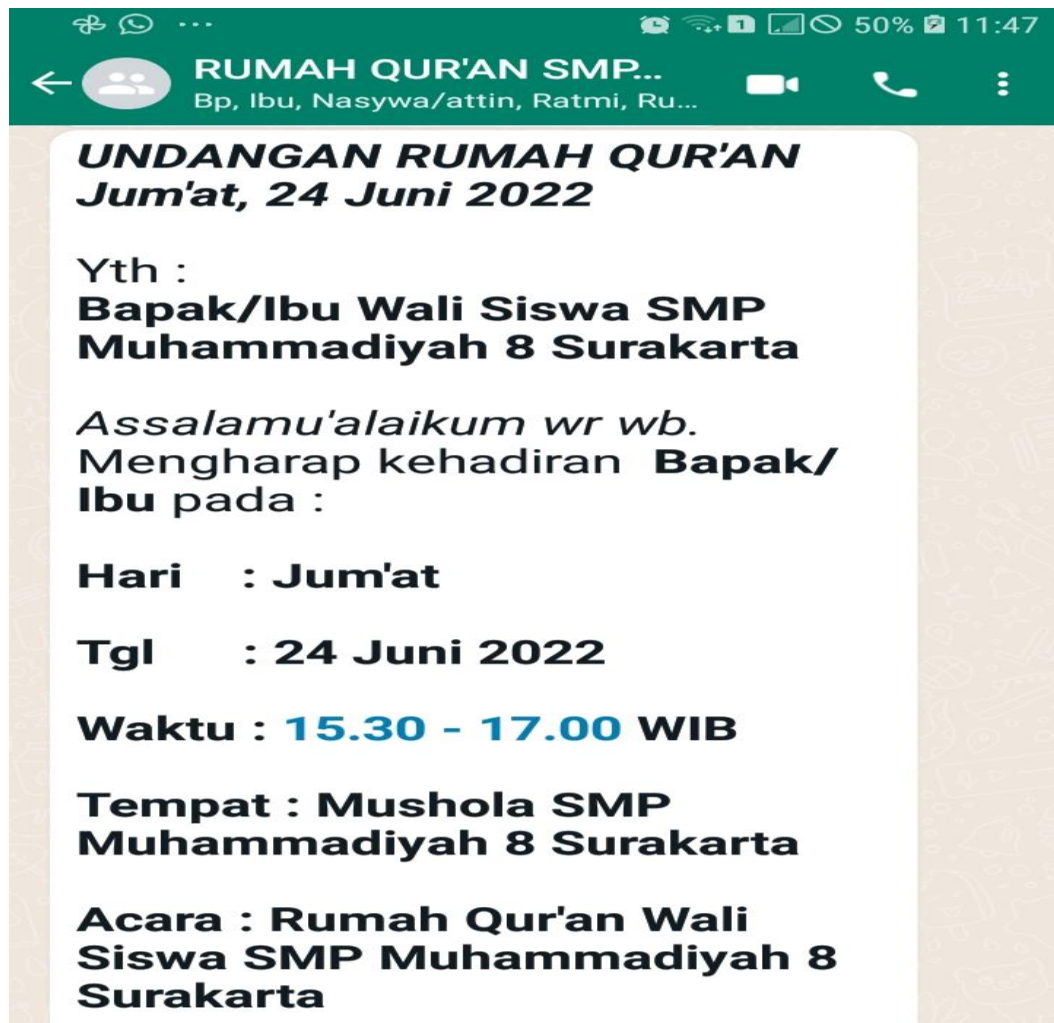 50% 11:47
RUMAH QUR'AN SMP...
Bp, Ibu, Nasywa/attin, Ratmi, Ru...
UNDANGAN RUMAH QUR'AN
Jum'at, 24 Juni 2022
Yth :
Bapak/Ibu Wali Siswa SMP
Muhammadiyah 8 Surakarta
Assalamu'alaikum wr wb.
Mengharap kehadiran Bapak/
Ibu pada :
Hari : Jum'at
Tgl : 24 Juni 2022
Waktu : 15.30 - 17.00 WIB
Tempat : Mushola SMP
Muhammadiyah 8 Surakarta
Acara : Rumah Qur'an Wali
Siswa SMP Muhammadiyah 8
Surakarta